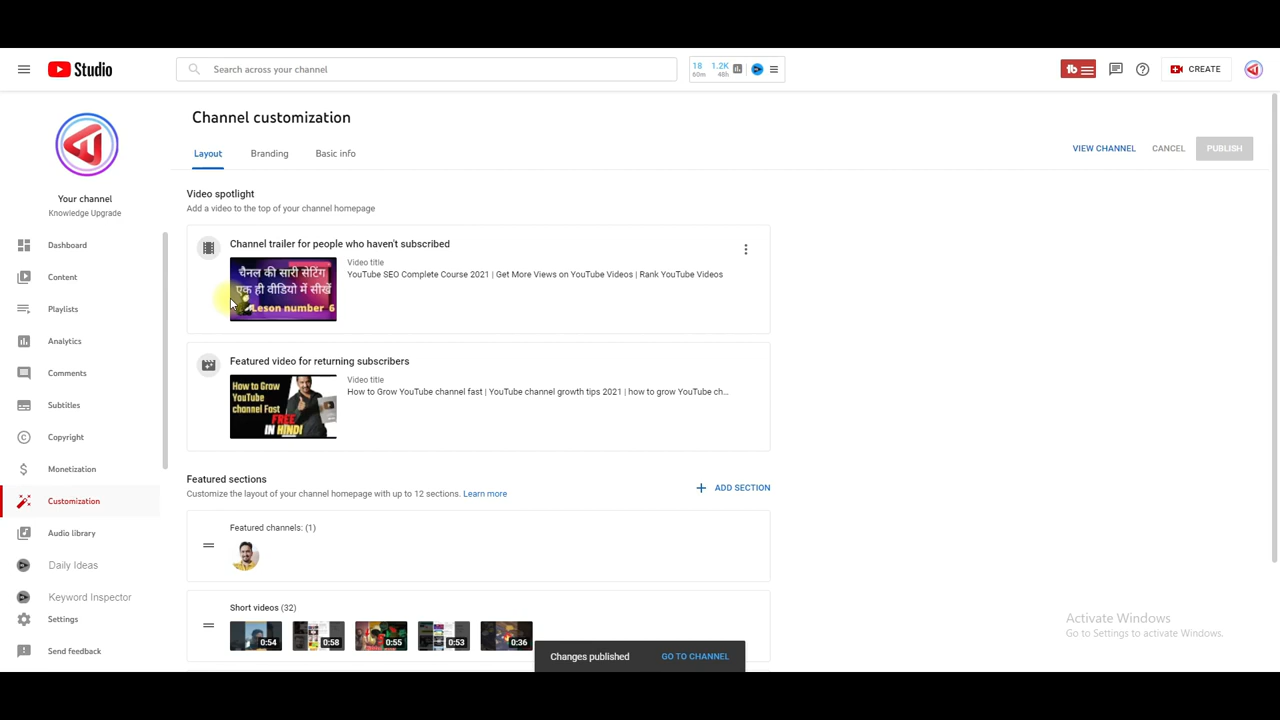 Studio
Search across your channel
18 1.2K
60m 48h
tb
CREATE
Channel customization
Layout Branding Basic info
VIEW CHANNEL CANCEL PUBLISH
Your channel
Knowledge Upgrade
Dashboard
Content
Playlists
Analytics
Comments
Subtitles
Copyright
Monetization
Customization
Audio library
Daily Ideas
Keyword Inspector
Settings
Send feedback
Video spotlight
Add a video to the top of your channel homepage
Channel trailer for people who haven't subscribed
चैनल की सारी सेटिंग
एक ही वीडियो में सीखें
Leson number 6
Video title
YouTube SEO Complete Course 2021 | Get More Views on YouTube Videos | Rank YouTube Videos
Featured video for returning subscribers
How to Grow
YouTube
channel Fast
FREE
IN HINDI
Video title
How to Grow YouTube channel fast | YouTube channel growth tips 2021 | how to grow YouTube ch...
Featured sections
Customize the layout of your channel homepage with up to 12 sections. Learn more
+ ADD SECTION
Featured channels: (1)
Short videos (32)
0:54 0:58 0:55 0:53 0:36
Changes published GO TO CHANNEL
Activate Windows
Go to Settings to activate Windows.